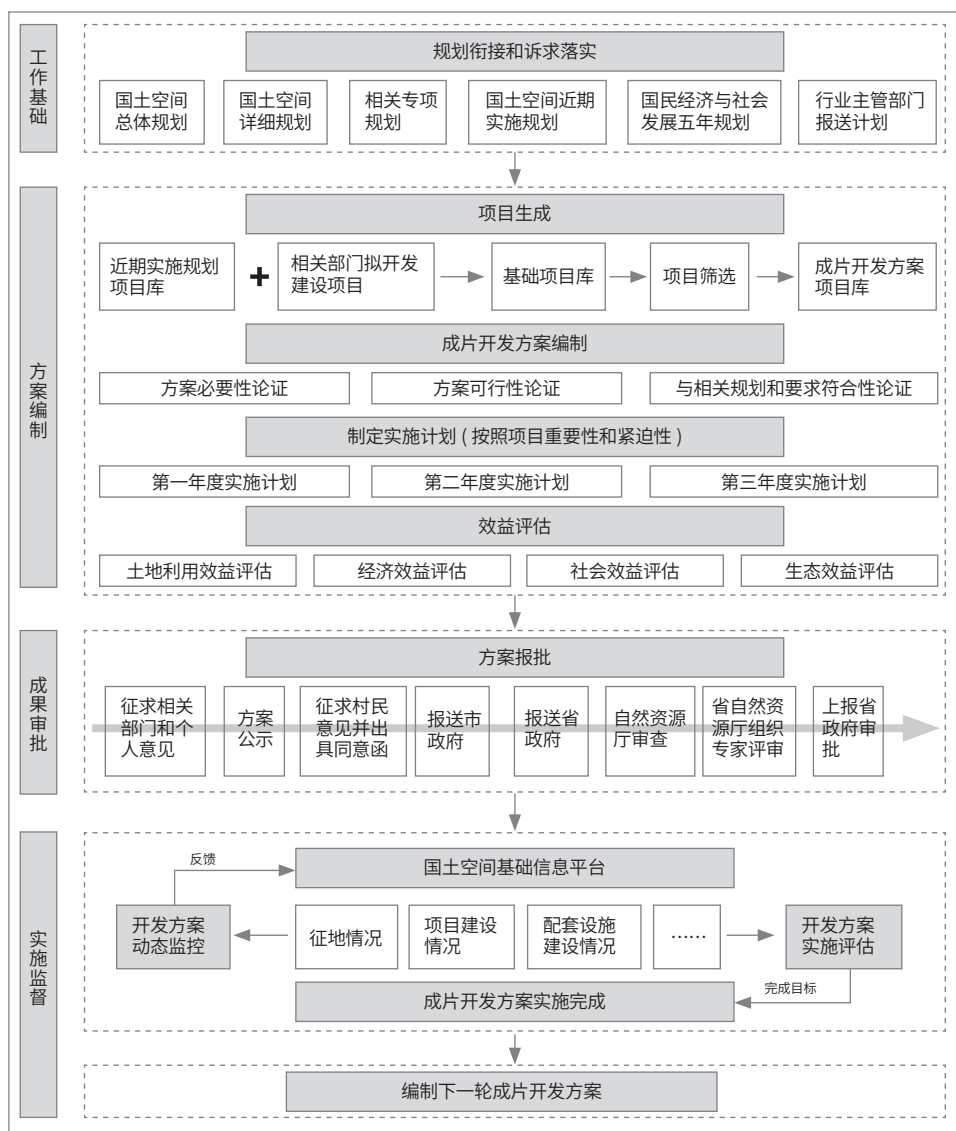 工作基础
规划衔接和诉求落实
国土空间
总体规划
国土空间
详细规划
相关专项
规划
国土空间近期
实施规划
国民经济与社会
发展五年规划
行业主管部门
报送计划
方案编制
项目生成
近期实施规划
项目库
+
相关部门拟开发
建设项目
基础项目库
项目筛选
成片开发方案
项目库
成片开发方案编制
方案必要性论证
方案可行性论证
与相关规划和要求符合性论证
制定实施计划 ( 按照项目重要性和紧迫性 )
第一年度实施计划
第二年度实施计划
第三年度实施计划
效益评估
土地利用效益评估
经济效益评估
社会效益评估
生态效益评估
成果审批
方案报批
征求相关
部门和个
人意见
方案
公示
征求村民
意见并出
具同意函
报送市
政府
报送省
政府
自然资源
厅审查
省自然资
源厅组织
专家评审
上报省
政府审
批
实施监督
反馈
国土空间基础信息平台
开发方案
动态监控
征地情况
项目建设
情况
配套设施
建设情况
……
开发方案
实施评估
完成目标
成片开发方案实施完成
编制下一轮成片开发方案